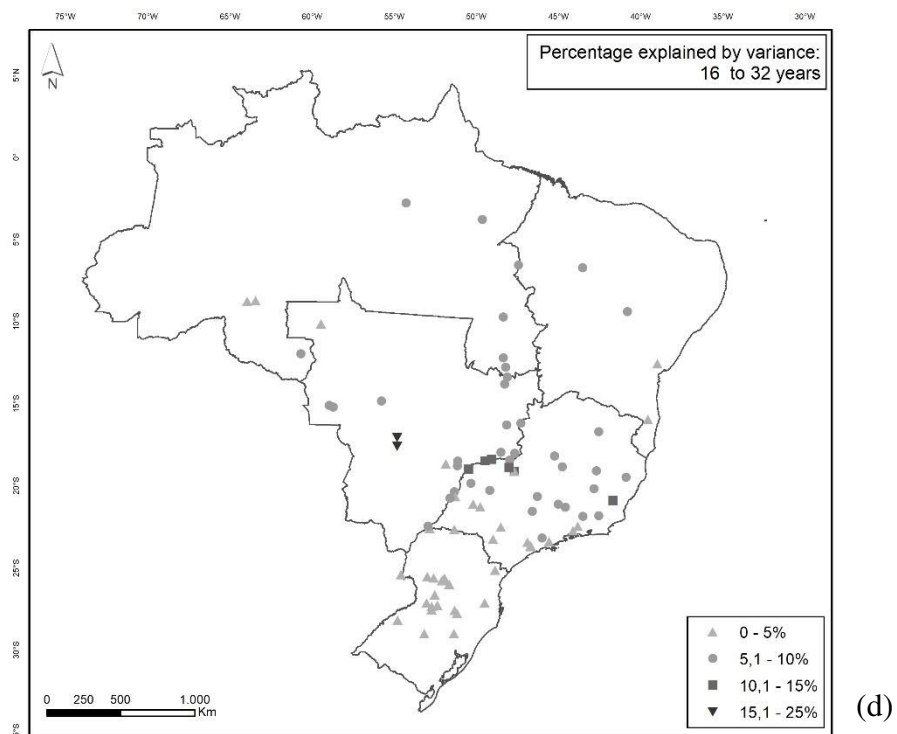 75°W 70°W 65°W 60°W 55°W 50°W 45°W 40°W 35°W 30°W
Percentage explained by variance:
16 to 32 years
N
5°N
0°
5°S
10°S
15°S
20°S
25°S
30°S
5°S
0 - 5%
5,1 - 10%
10,1 - 15%
15,1 - 25%
0 250 500 1.000
Km
(d)